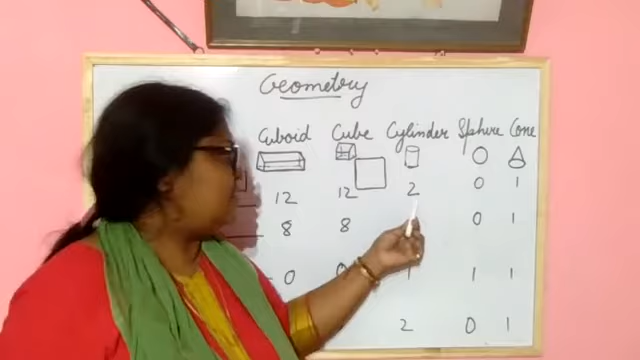 Geometry
Cuboid Cube Cylinder Sphere Cone
12 12 2 0 1
8 8 0 1
0 0 1 1 1
2 0 1